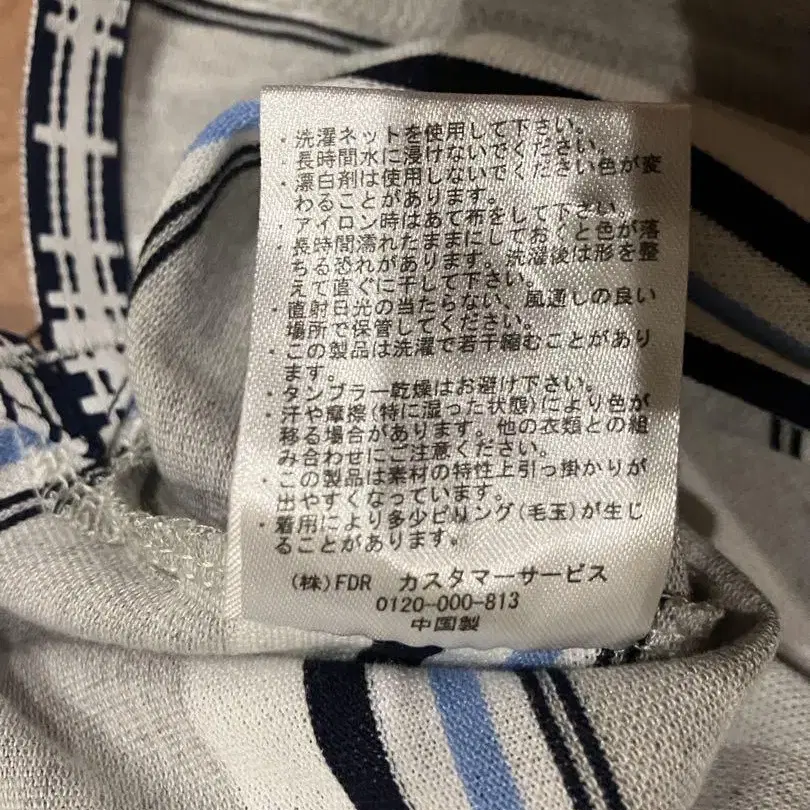 ・洗濯ネットを使用して下さい。
・長時間水に浸けないでください。
・漂白剤は使用しないでください色が変
わることがあります。
・アイロン時はあて布をして下さい。
・長時間濡れたままにしておくと色が落
ちる恐れがあります。洗濯後は形を整
えて直ぐに干して下さい。
・直射日光の当たらない、風通しの良い
場所で保管してください。
・この製品は洗濯で若干縮むことがあり
ます。
・タンブラー乾燥はお避け下さい。
・汗や摩擦(特に湿った状態)により色が
移る場合があります。他の衣類との組
み合わせにご注意ください。
・この製品は素材の特性上引っ掛かりが
出やすくなっています。
・着用により多少ピリング(毛玉)が生じ
ることがあります。
(株)FDR カスタマーサービス
0120-000-813
中国製